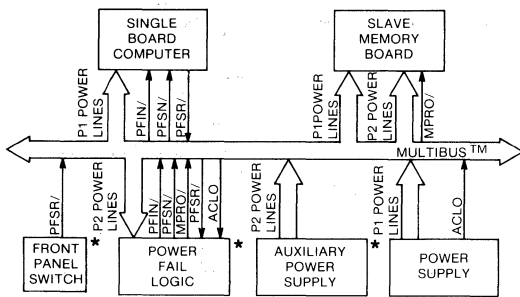 SINGLE
BOARD
COMPUTER
SLAVE
MEMORY
BOARD
P1 POWER
LINES
PFIN/
PFSN/
PFSR/
P1POWER
LINES
P2 POWER
LINES
MPRO/
MULTIBUS™
PFSR/
P2 POWER
LINES
PFIN/
PFSN/
MPRO/
PFSR/
ACLO
P2 POWER
LINES
P1 POWER
LINES
ACLO
FRONT
PANEL
SWITCH
*
POWER
FAIL
LOGIC
*
AUXILIARY
POWER
SUPPLY
*
POWER
SUPPLY